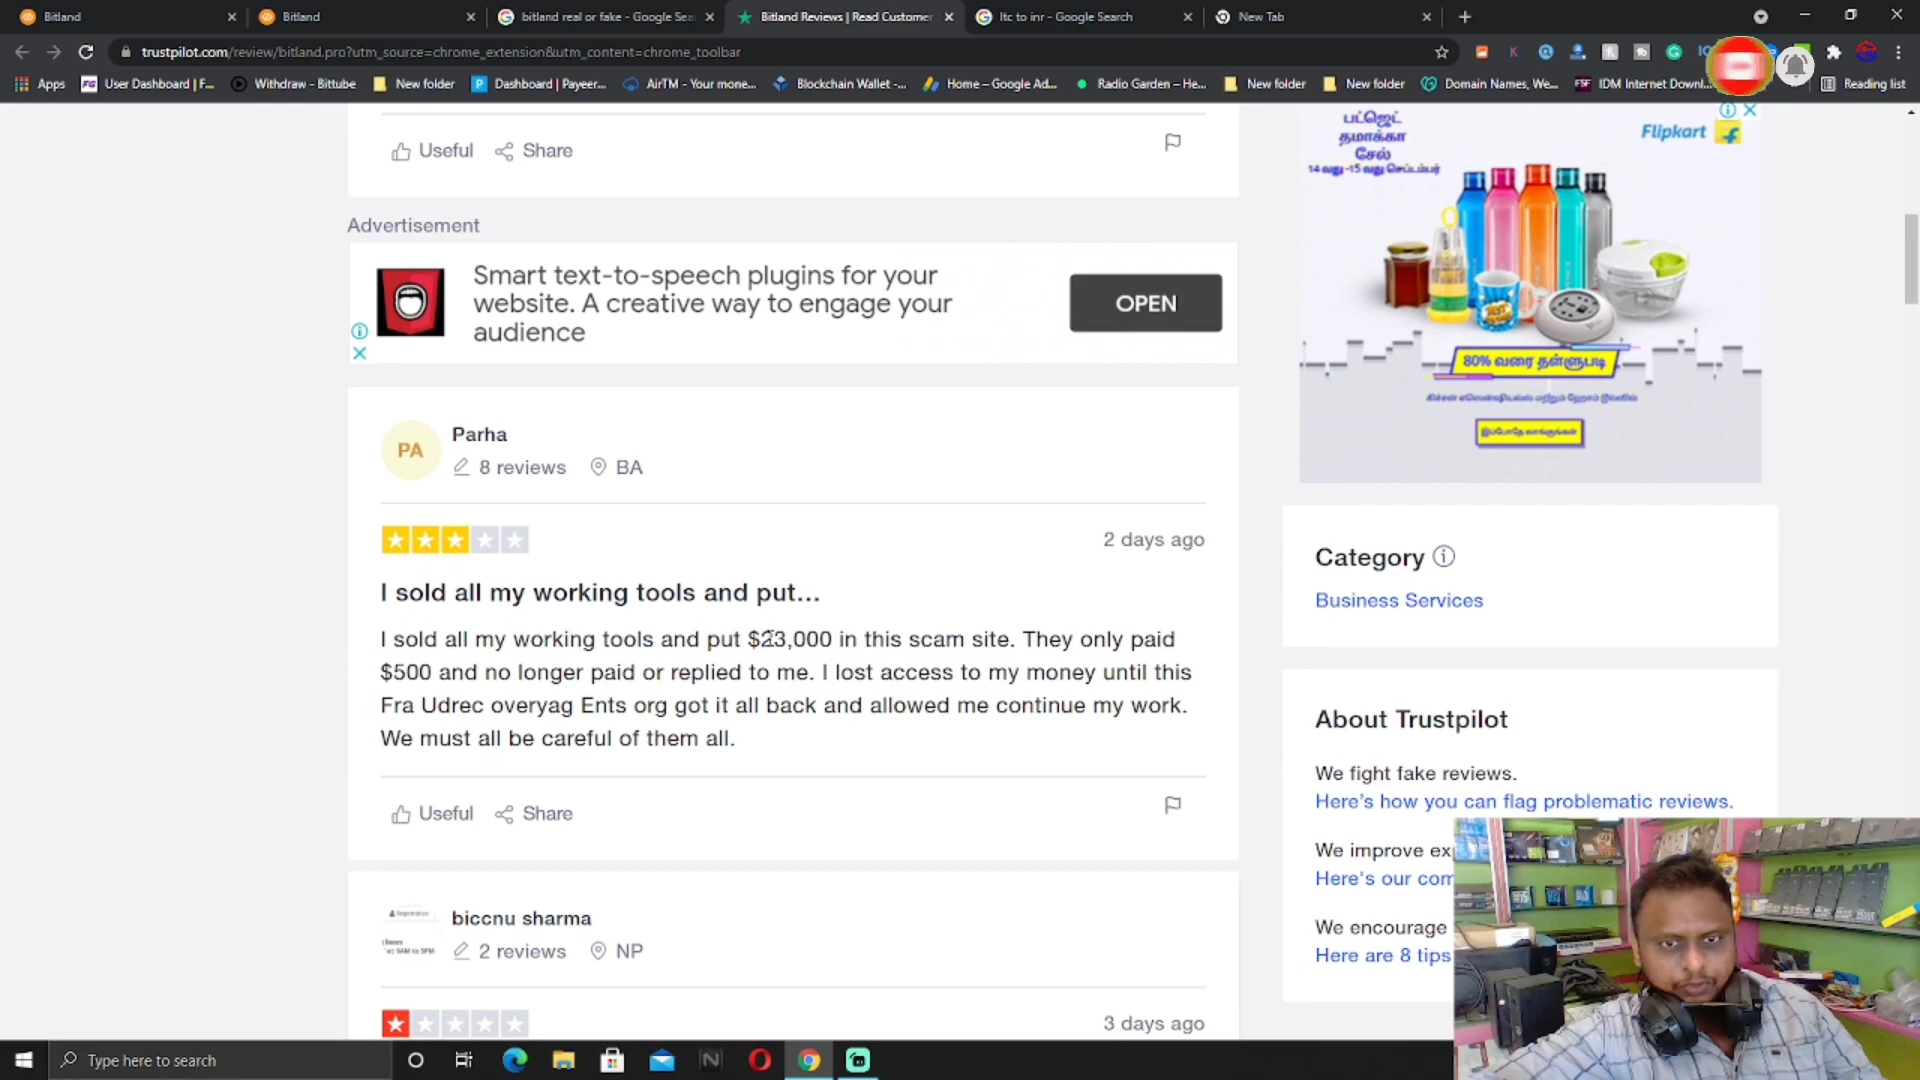 Bitland
Bitland
bitland real or fake - Google Sea
Bitland Reviews | Read Customer
ltc to inr - Google Search
New Tab
trustpilot.com/review/bitland.pro?utm_source=chrome_extension&utm_content=chrome_toolbar
Apps
User Dashboard | F...
Withdraw - Bittube
New folder
Dashboard | Payeer...
AirTM - Your mone...
Blockchain Wallet -...
Home – Google Ad...
Radio Garden – He...
New folder
New folder
Domain Names, We...
IDM Internet Downl...
Reading list
Useful
Share
Advertisement
Smart text-to-speech plugins for your
website. A creative way to engage your
audience
OPEN
Parha
8 reviews
BA
2 days ago
I sold all my working tools and put...
I sold all my working tools and put $23,000 in this scam site. They only paid
$500 and no longer paid or replied to me. I lost access to my money until this
Fra Udrec overyag Ents org got it all back and allowed me continue my work.
We must all be careful of them all.
Useful
Share
biccnu sharma
2 reviews
NP
3 days ago
பட்ஜெட்
தமாக்கா
சேல்
14 வது -15 வது செப்டம்பர்
Flipkart
80% வரை தள்ளுபடி
இப்போதே வாங்குங்கள்
Category
Business Services
About Trustpilot
We fight fake reviews.
Here's how you can flag problematic reviews.
We improve ex
Here's our com
We encourage
Here are 8 tips
Type here to search